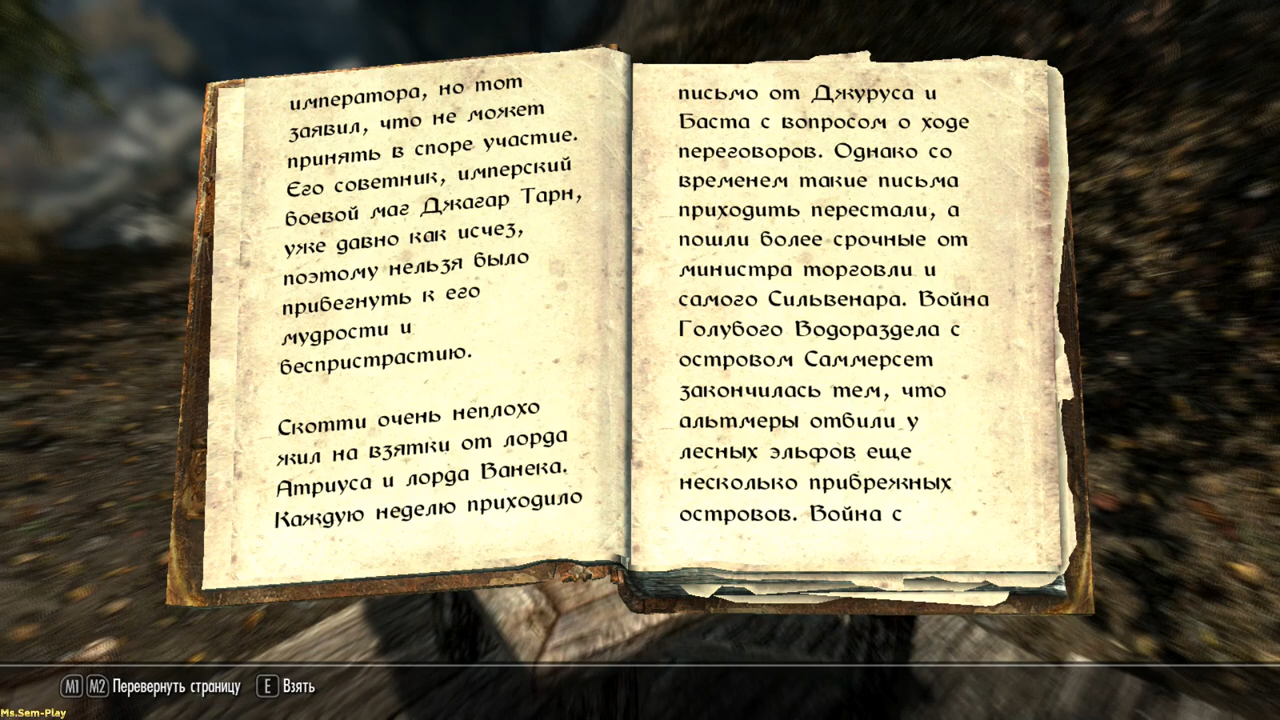 императора, но тот
заявил, что не может
принять в споре участие.
Его советник, имперский
боевой маг Джагар Тарн,
уже давно как исчез,
поэтому нельзя было
прибегнуть к его
мудрости и
беспристрастию.
Скотти очень неплохо
жил на взятки от лорда
Атриуса и лорда Ванека.
Каждую неделю приходило
письмо от Джуруса и
Баста с вопросом о ходе
переговоров. Однако со
временем такие письма
приходить перестали, а
пошли более срочные от
министра торговли и
самого Сильвенара. Война
Голубого Водораздела с
островом Саммерсет
закончилась тем, что
альтмеры отбили у
лесных эльфов еще
несколько прибрежных
островов. Война с
M1 M2 Перевернуть страницу E Взять
Ms.Sem-Play